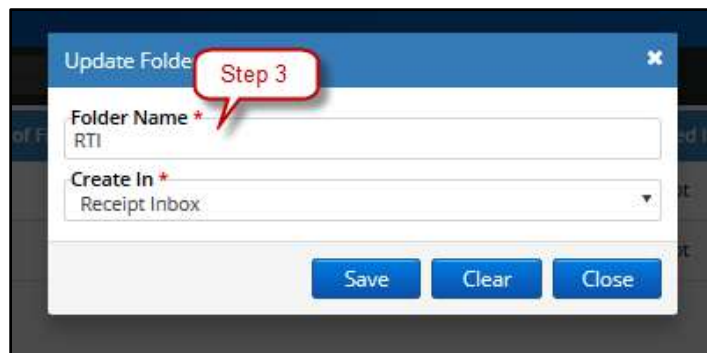 Update Folde
Step 3
Folder Name *
RTI
Create In *
Receipt Inbox
Save Clear Close